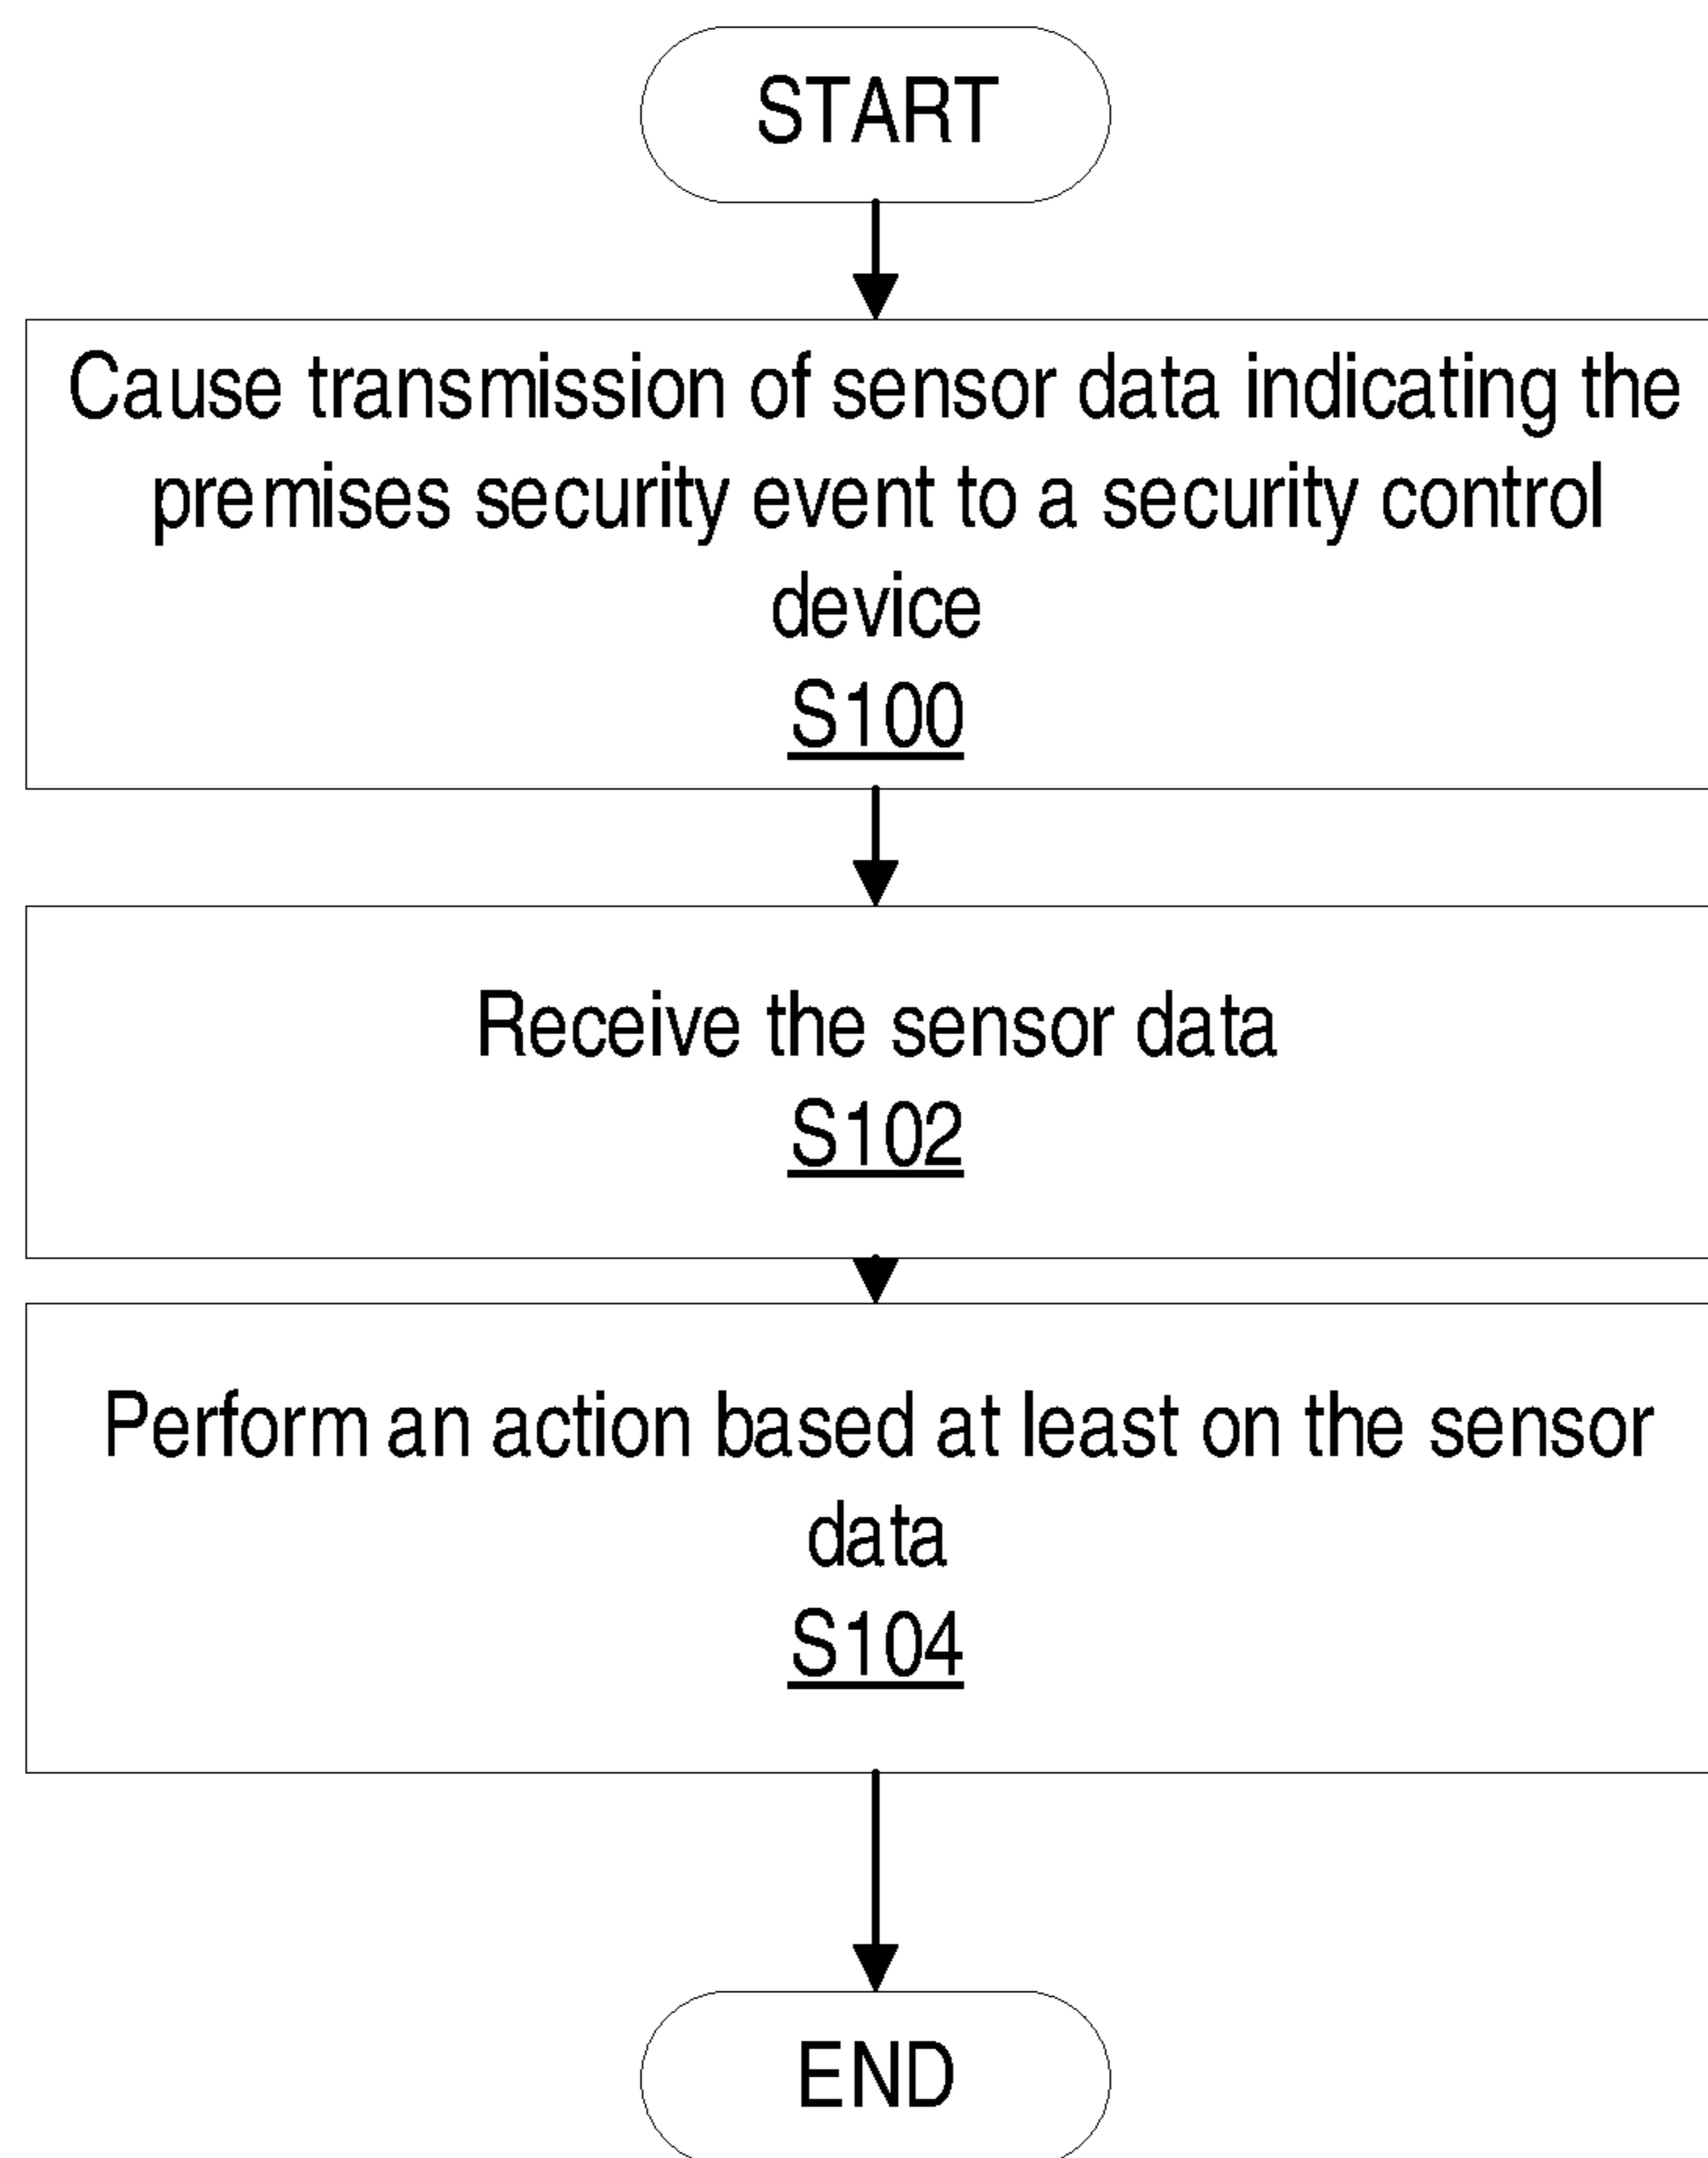 START
Cause transmission of sensor data indicating the
premises security event to a security control
device
S100
Receive the sensor data
S102
Perform an action based at least on the sensor
data
S104
END